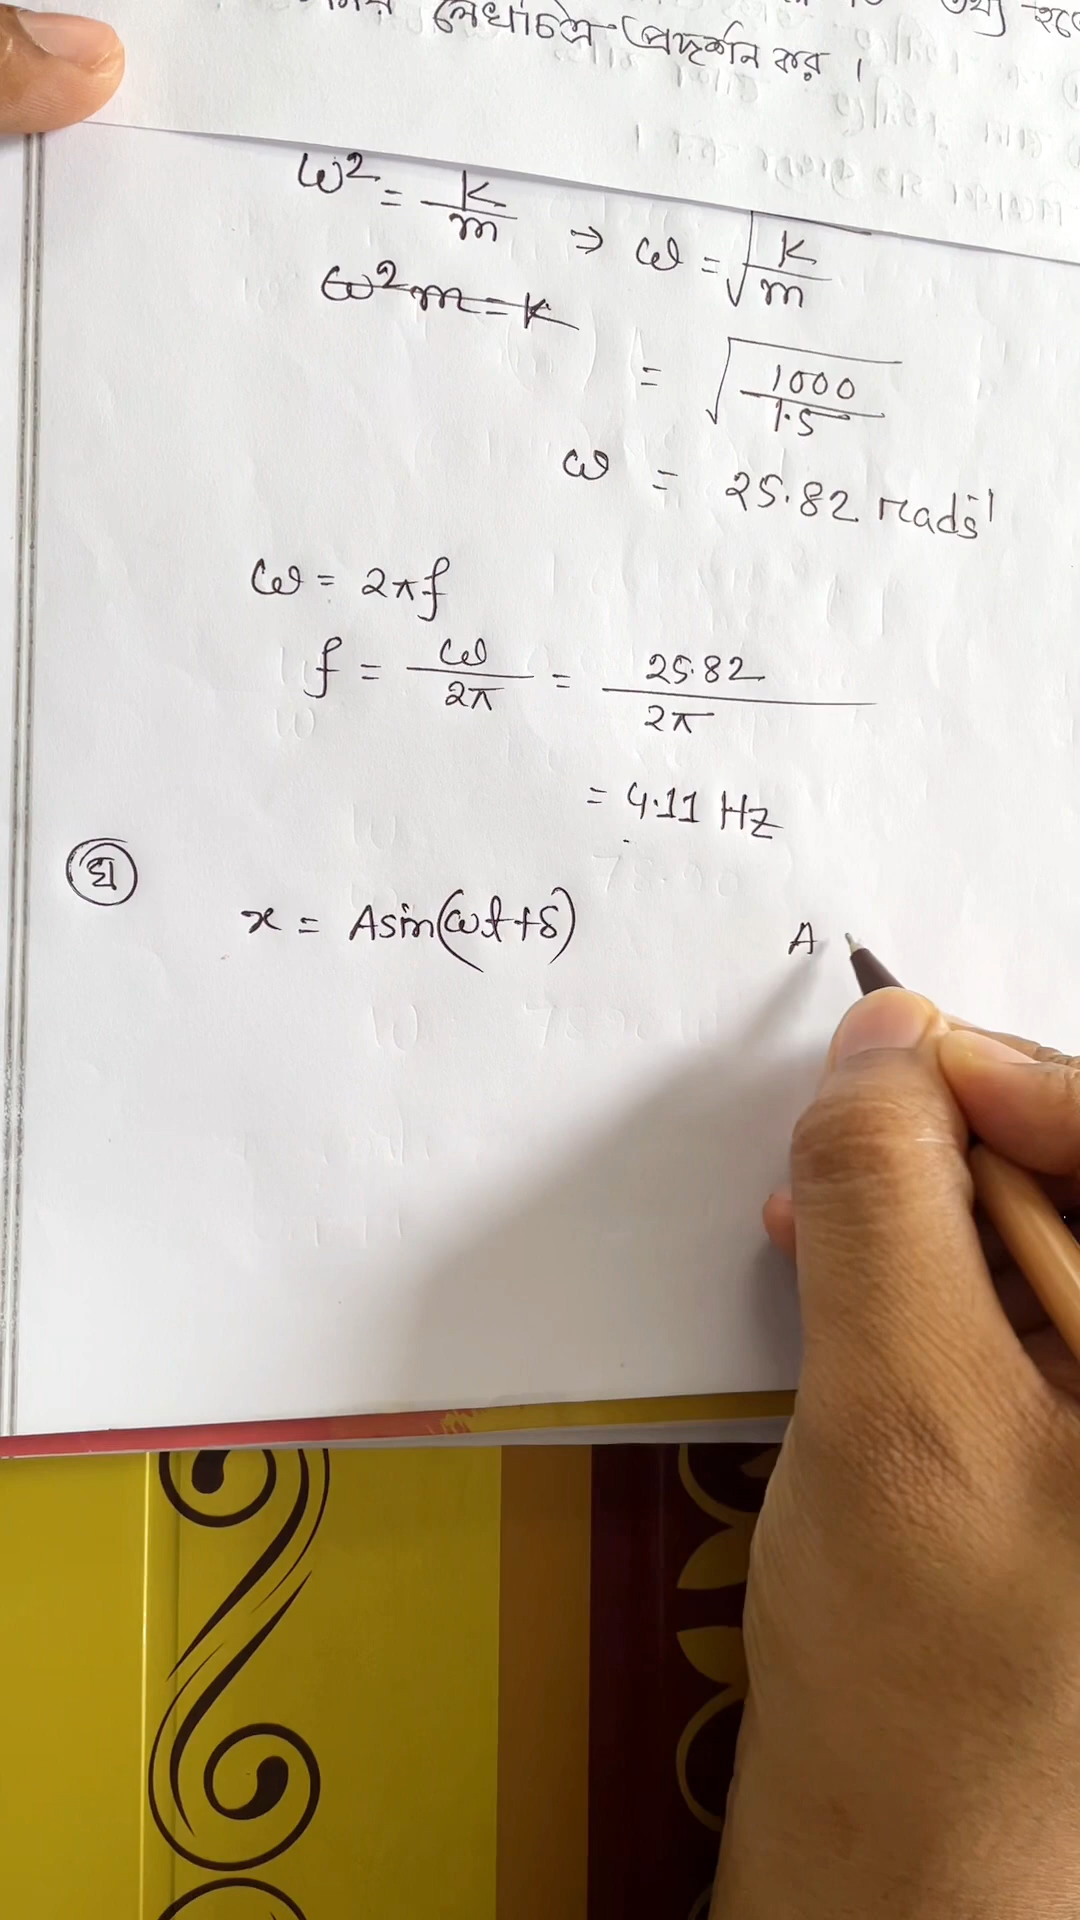 লেখচিত্রে প্রদর্শন কর।
ω² = k/m ⇒ ω = √(k/m)
ω²m = k
= √(1000/1.5)
ω = 25.82 rads⁻¹
ω = 2πf
f = ω/2π = 25.82/2π
= 4.11 Hz
ঘ
x = Asin(ωt+δ) A